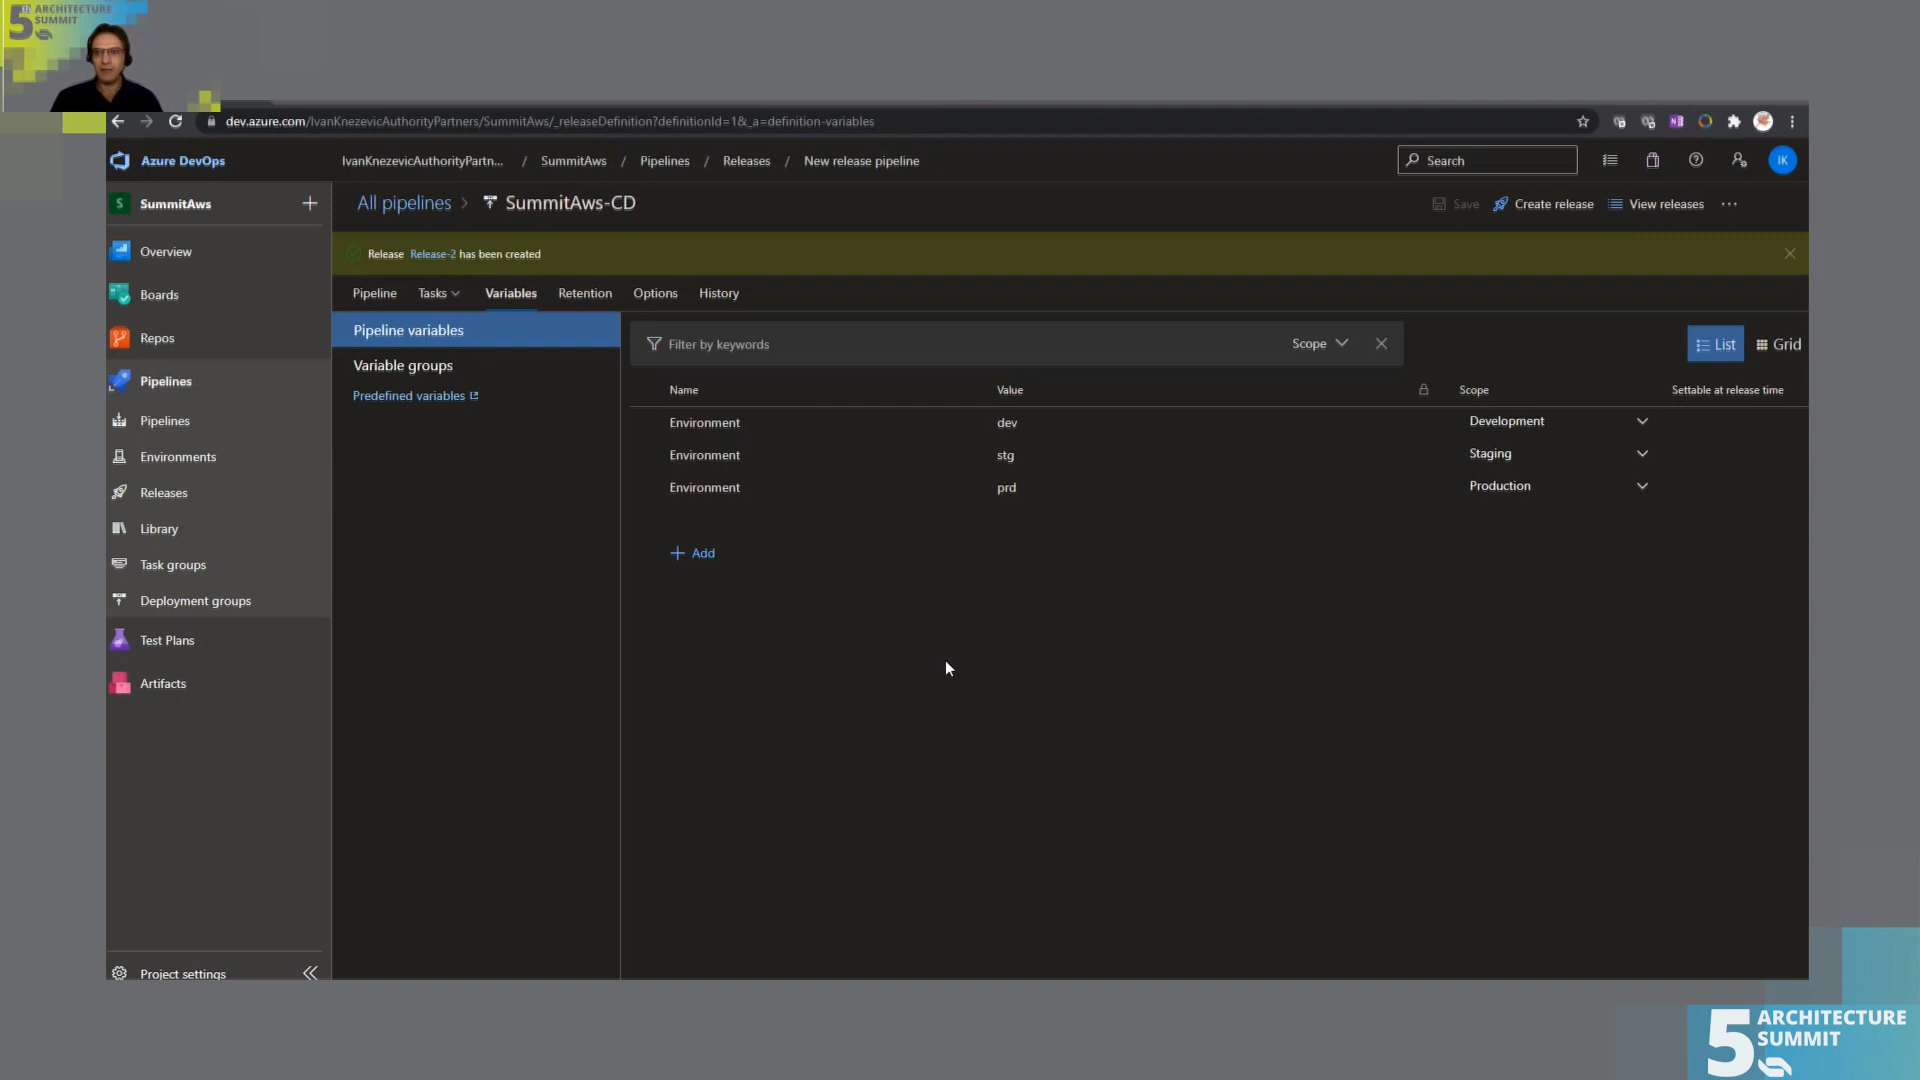 5th ARCHITECTURE
SUMMIT
dev.azure.com/IvanKnezevicAuthorityPartners/SummitAws/_releaseDefinition?definitionId=1&_a=definition-variables
Azure DevOps
IvanKnezevicAuthorityPartn... / SummitAws / Pipelines / Releases / New release pipeline
Search
IK
S SummitAws
All pipelines > SummitAws-CD
Save
Create release
View releases
Release Release-2 has been created
Overview
Boards
Repos
Pipelines
Pipelines
Environments
Releases
Library
Task groups
Deployment groups
Test Plans
Artifacts
Project settings
Pipeline Tasks Variables Retention Options History
Pipeline variables
Variable groups
Predefined variables
Filter by keywords
Scope
List
Grid
Name Value Scope Settable at release time
Environment dev Development
Environment stg Staging
Environment prd Production
+ Add
5 ARCHITECTURE
SUMMIT